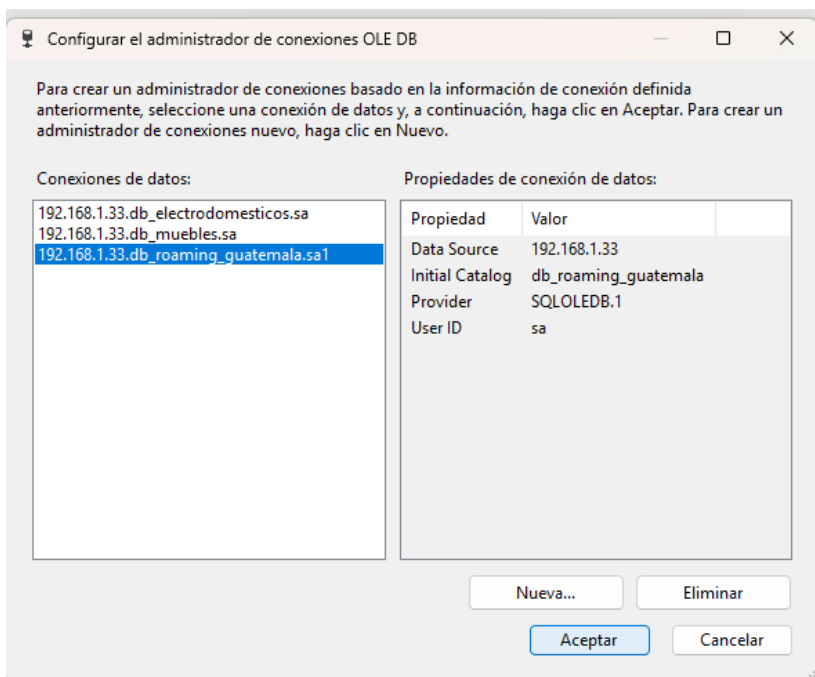 Configurar el administrador de conexiones OLE DB
Para crear un administrador de conexiones basado en la información de conexión definida
anteriormente, seleccione una conexión de datos y, a continuación, haga clic en Aceptar. Para crear un
administrador de conexiones nuevo, haga clic en Nuevo.
Conexiones de datos:
192.168.1.33.db_electrodomesticos.sa
192.168.1.33.db_muebles.sa
192.168.1.33.db_roaming_guatemala.sa1
Propiedades de conexión de datos:
Propiedad Valor
Data Source 192.168.1.33
Initial Catalog db_roaming_guatemala
Provider SQLOLEDB.1
User ID sa
Nueva... Eliminar
Aceptar Cancelar